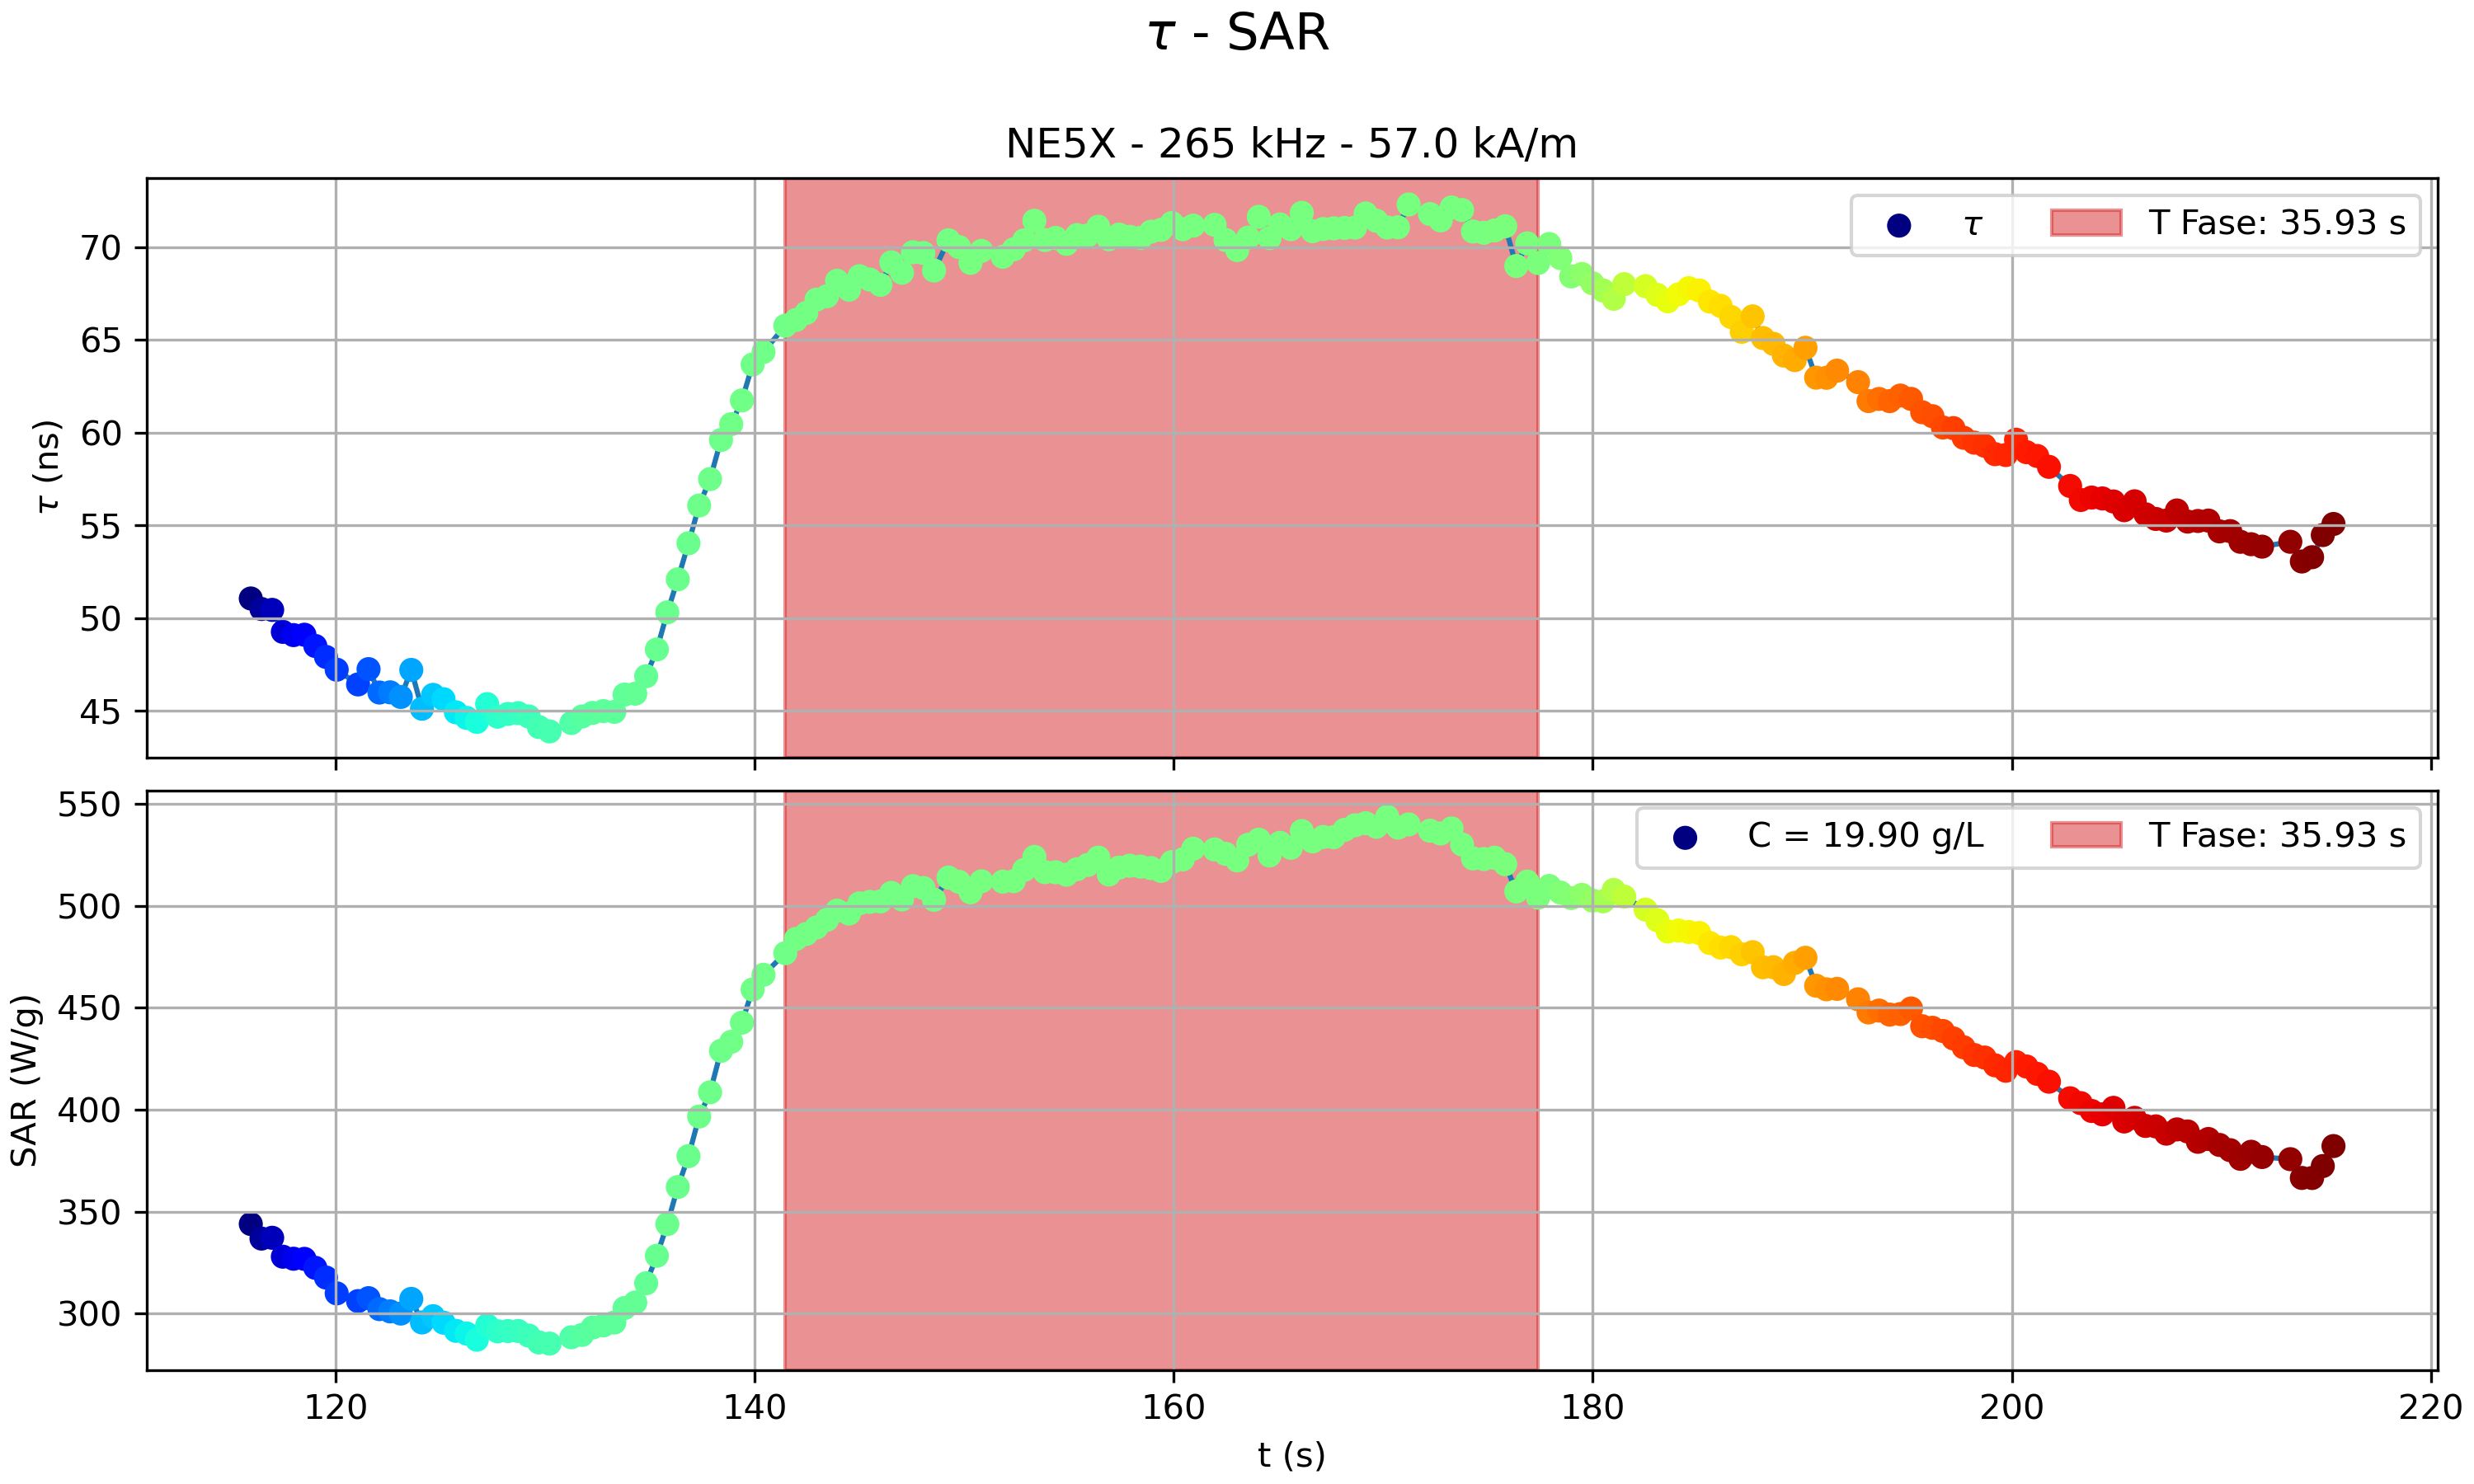 τ - SAR
NE5X - 265 kHz - 57.0 kA/m
τ T Fase: 35.93 s
τ (ns)
70
65
60
55
50
45
C = 19.90 g/L T Fase: 35.93 s
SAR (W/g)
550
500
450
400
350
300
120 140 160 180 200 220
t (s)